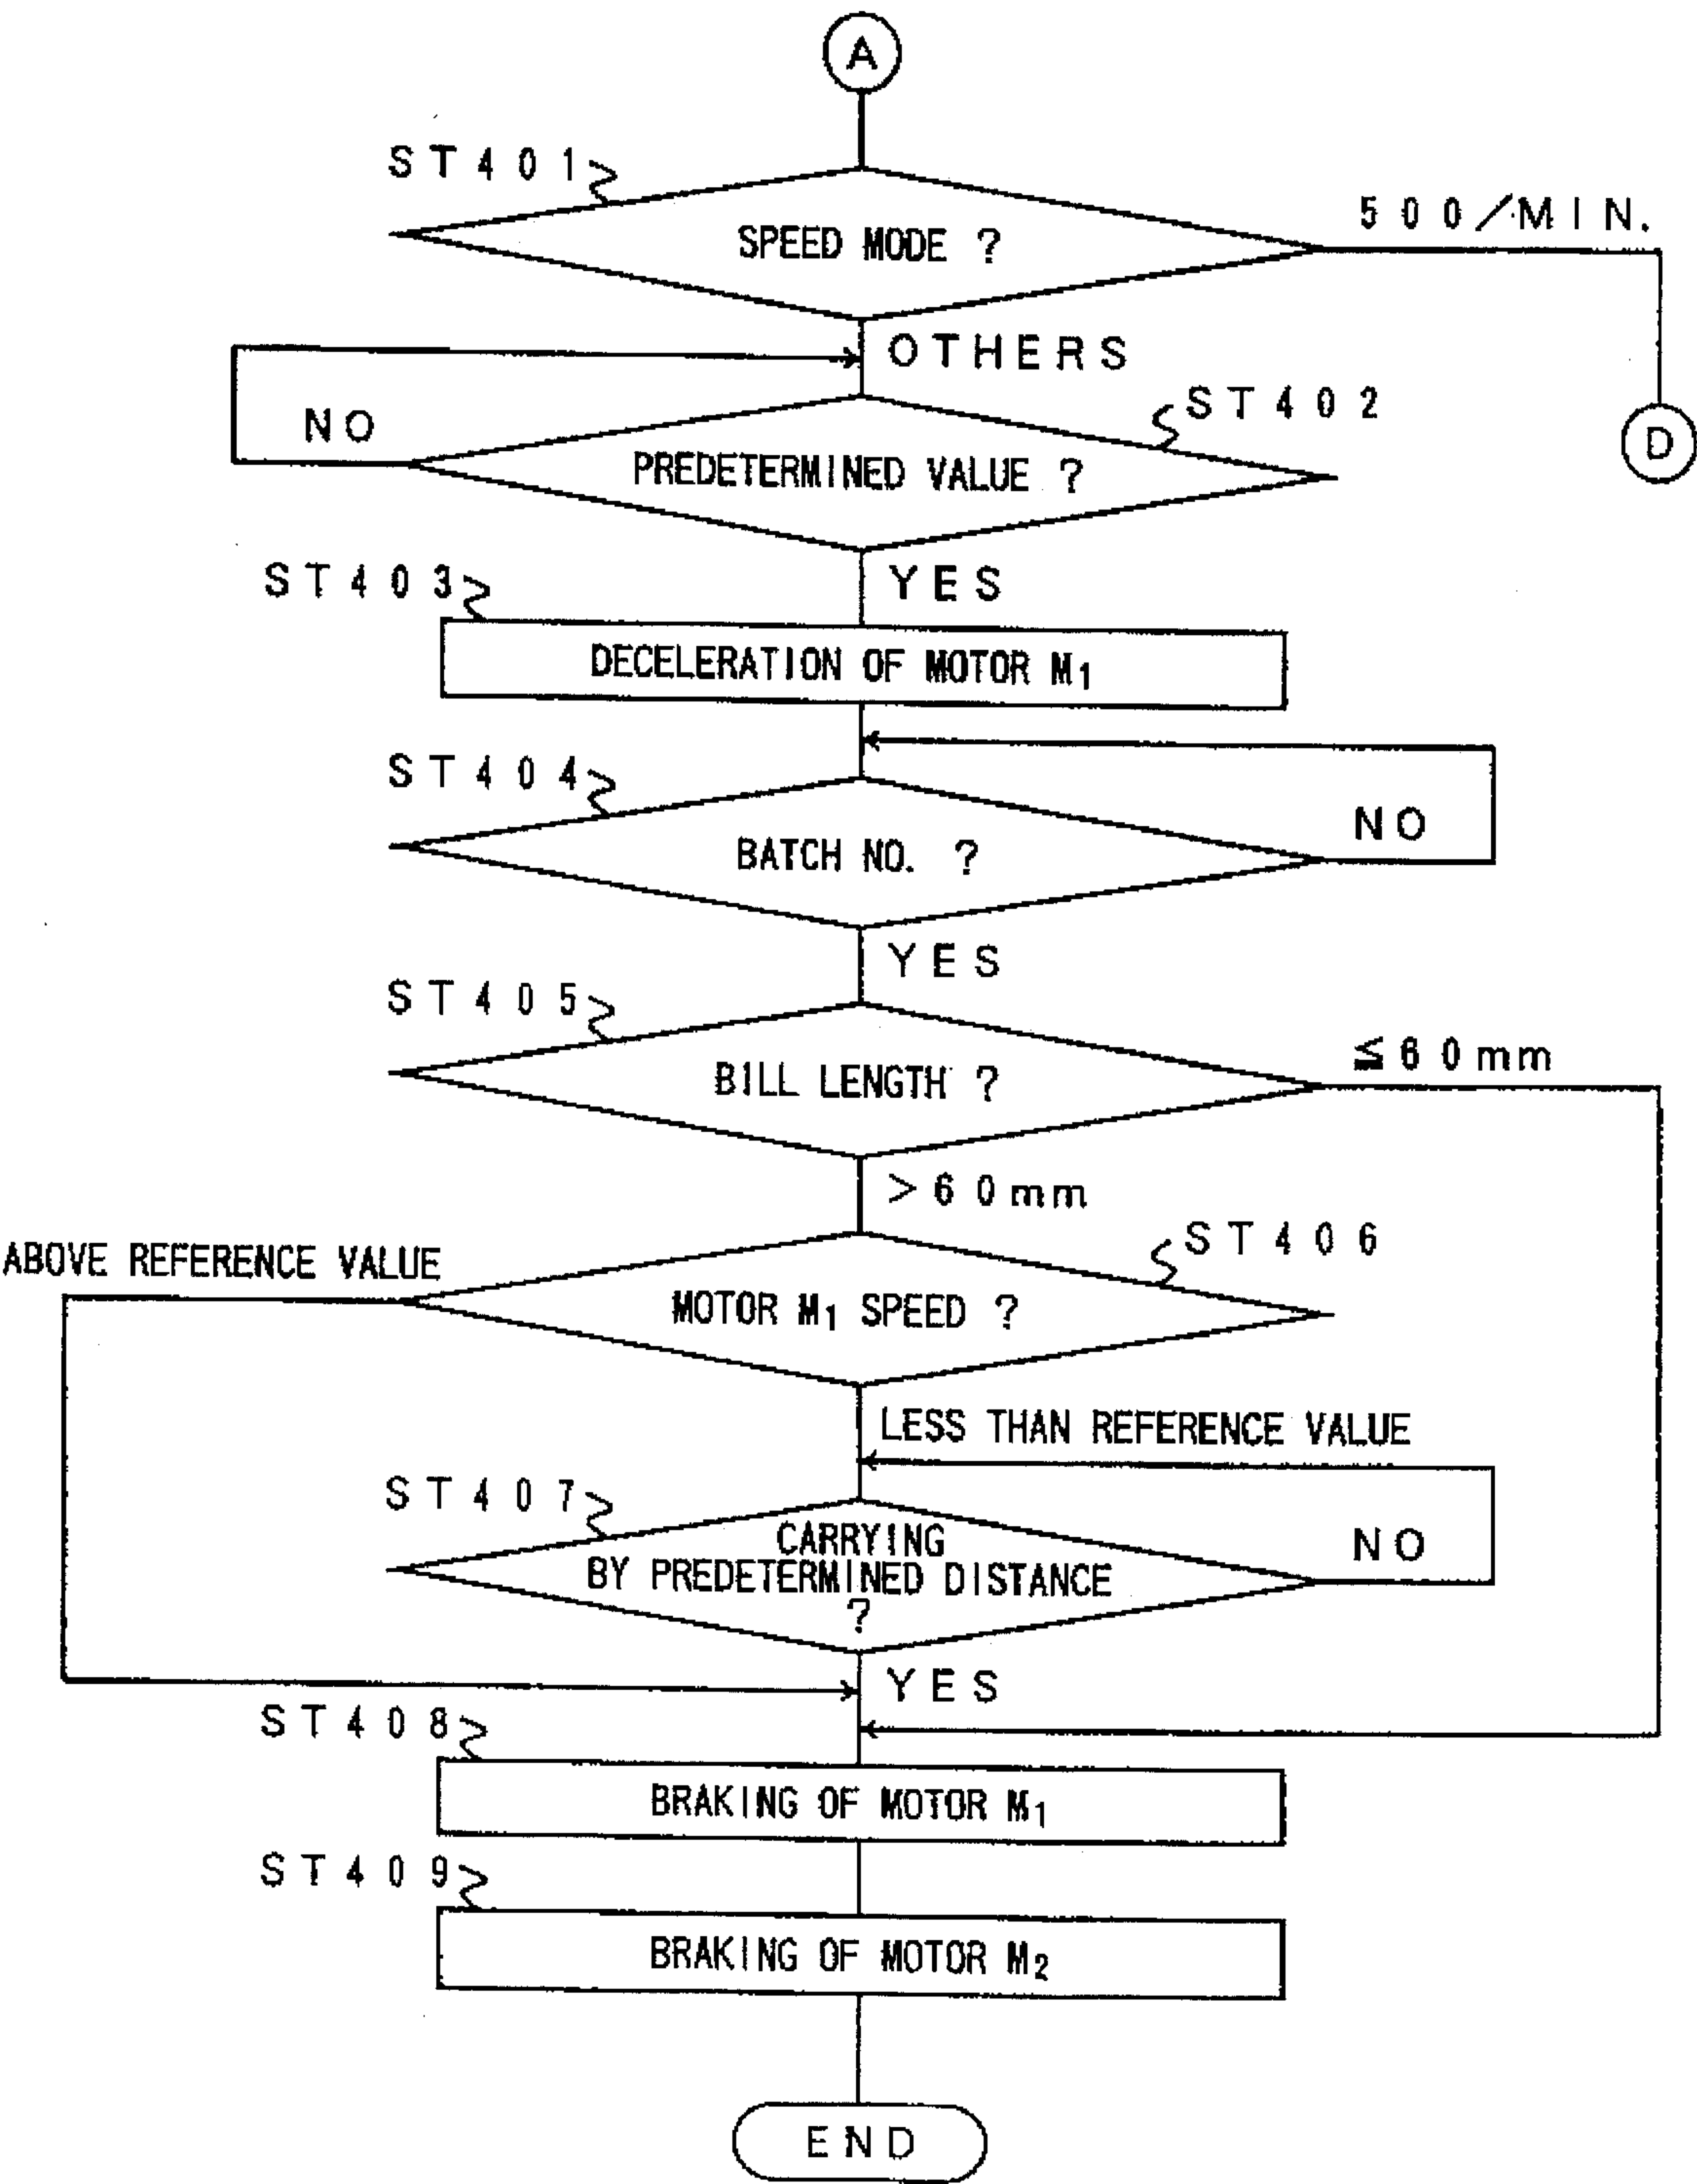 A
ST401
500/MIN.
SPEED MODE ?
OTHERS
ST402
NO
D
PREDETERMINED VALUE ?
ST403
YES
DECELERATION OF MOTOR M1
ST404
NO
BATCH NO. ?
YES
ST405
≦60mm
BILL LENGTH ?
>60mm
ST406
ABOVE REFERENCE VALUE
MOTOR M1 SPEED ?
LESS THAN REFERENCE VALUE
ST407
CARRYING
NO
BY PREDETERMINED DISTANCE
?
YES
ST408
BRAKING OF MOTOR M1
ST409
BRAKING OF MOTOR M2
END